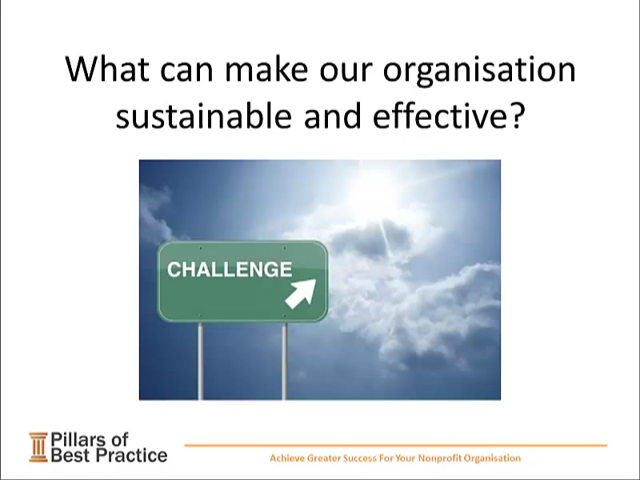 What can make our organisation
sustainable and effective?
CHALLENGE
Pillars of
Best Practice
Achieve Greater Success For Your Nonprofit Organisation